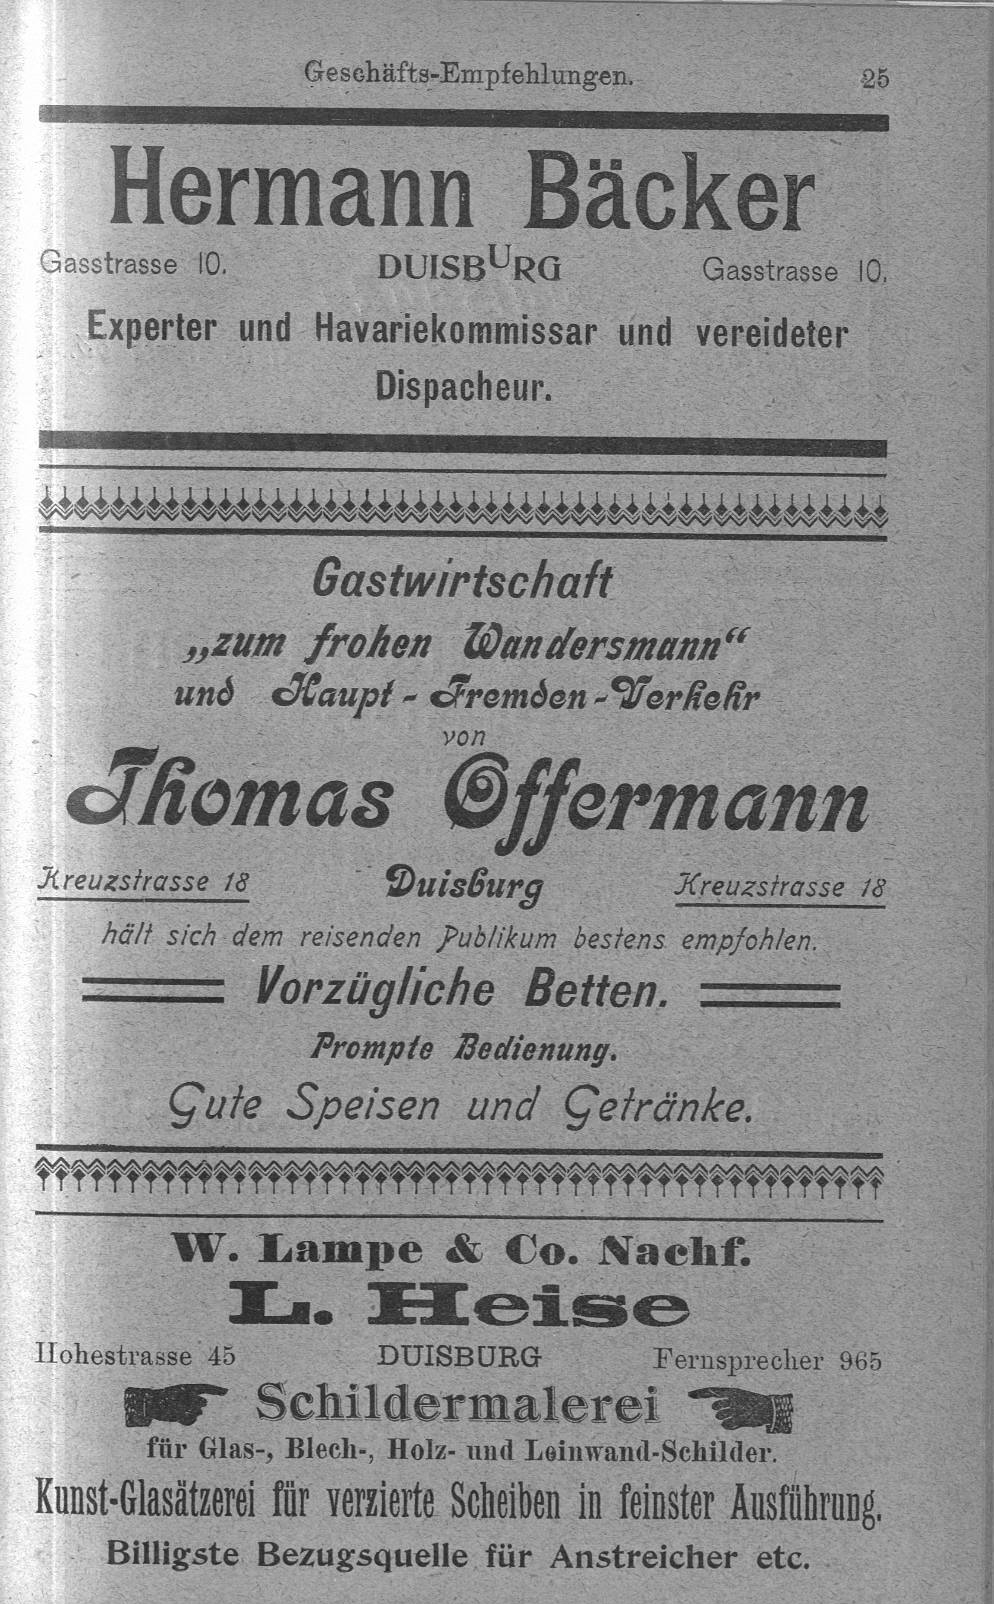 Geschäfts-Empfehlungen. 25
Hermann Bäcker
Gasstrasse 10. DUISBURG Gasstrasse 10.
Experter und Havariekommissar und vereideter
Dispacheur.
Gastwirtschaft
„zum frohen Wandersmann“
und Haupt-Fremden-Verkehr
von
Thomas Offermann
Kreuzstrasse 18 Duisburg Kreuzstrasse 18
hält sich dem reisenden Publikum bestens empfohlen.
Vorzügliche Betten.
Prompte Bedienung.
Gute Speisen und Getränke.
W. Lampe & Co. Nachf.
L. Heise
Hohestrasse 45 DUISBURG Fernsprecher 965
Schildermalerei
für Glas-, Blech-, Holz- und Leinwand-Schilder.
Kunst-Glasätzerei für verzierte Scheiben in feinster Ausführung.
Billigste Bezugsquelle für Anstreicher etc.